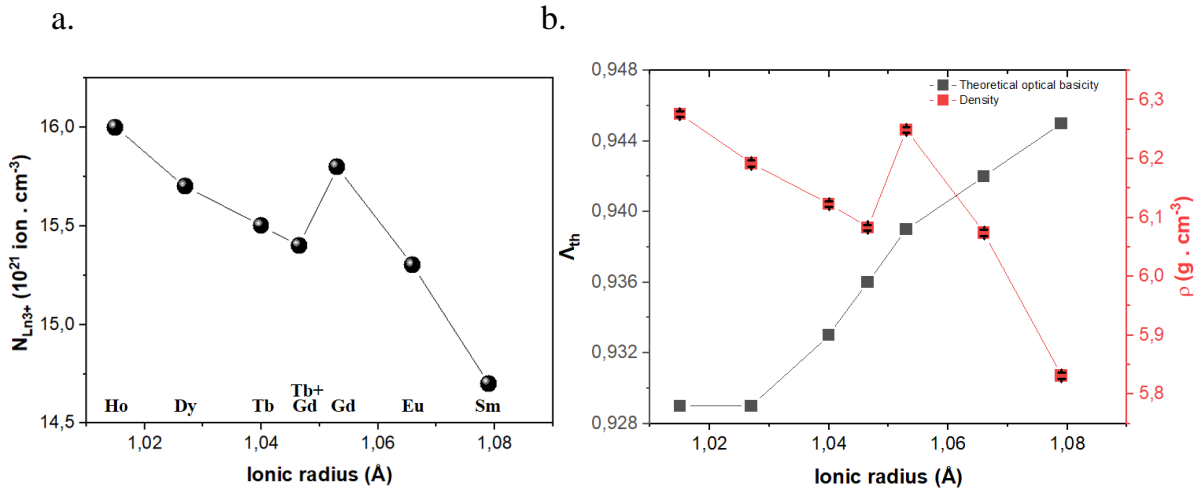 a.
b.
N_Ln3+ (10^21 ion . cm^-3)
16,0
15,5
15,0
14,5
Ho Dy Tb Tb+ Gd Gd Eu Sm
1,02 1,04 1,06 1,08
Ionic radius (Å)
Λ_th
0,948
0,944
0,940
0,936
0,932
0,928
Theoretical optical basicity
Density
6,3
6,2
6,1
6,0
5,9
5,8
ρ (g . cm^-3)
1,02 1,04 1,06 1,08
Ionic radius (Å)